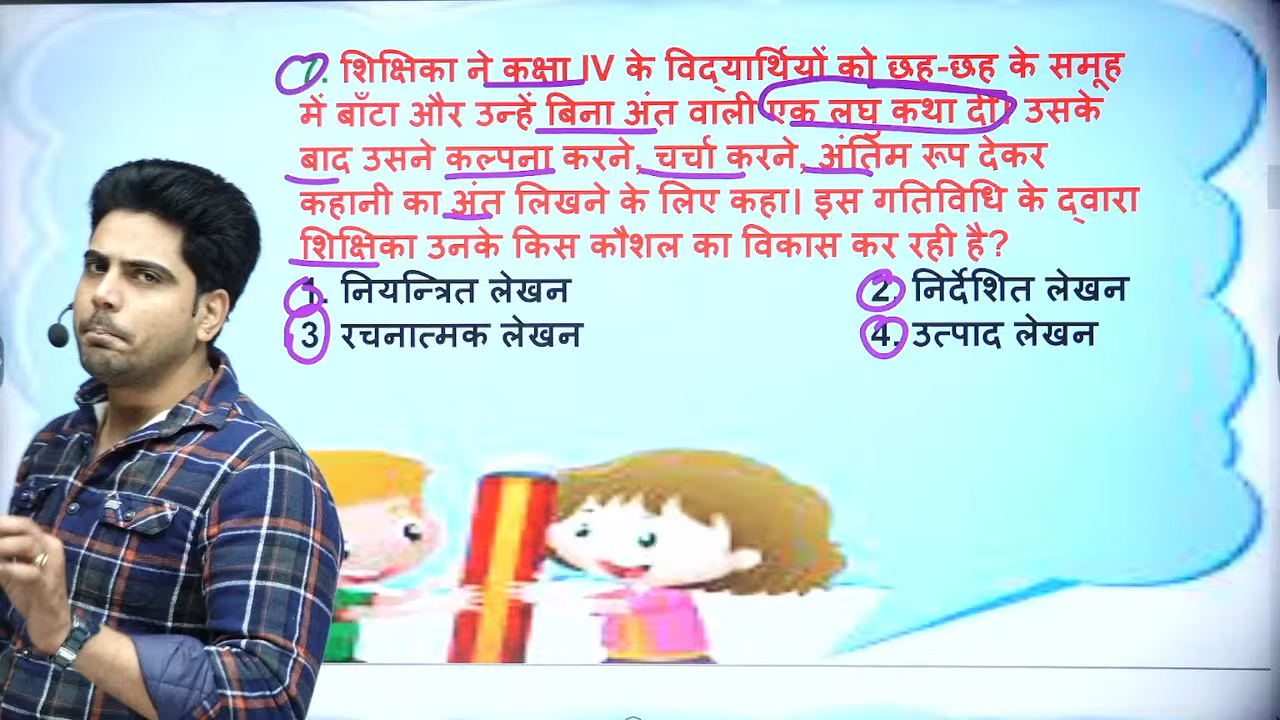 7. शिक्षिका ने कक्षा IV के विद्यार्थियों को छह-छह के समूह
में बाँटा और उन्हें बिना अंत वाली एक लघु कथा दी। उसके
बाद उसने कल्पना करने, चर्चा करने, अंतिम रूप देकर
कहानी का अंत लिखने के लिए कहा। इस गतिविधि के द्वारा
शिक्षिका उनके किस कौशल का विकास कर रही है?
1. नियन्त्रित लेखन 2. निर्देशित लेखन
3 रचनात्मक लेखन 4. उत्पाद लेखन